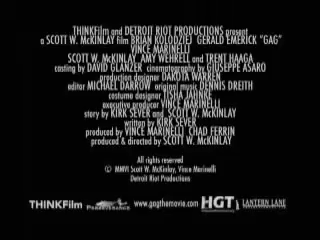 THINKFilm and DETROIT RIOT PRODUCTIONS present
a SCOTT W. McKINLAY film BRIAN KOLODZIEJ GERALD EMERICK "GAG"
VINCE MARINELLI
SCOTT W. McKINLAY AMY WEHRELL and TRENT HAAGA
casting by DAVID GLANZER cinematography by GIUSEPPE ASARO
production designer DAKOTA WARREN
editor MICHAEL DARROW original music DENNIS DREITH
costume designer TISHA JAHNKE
executive producer VINCE MARINELLI
story by KIRK SEVER and SCOTT W. McKINLAY
written by KIRK SEVER
produced by VINCE MARINELLI CHAD FERRIN
produced & directed by SCOTT W. McKINLAY
All rights reserved
© MMVI Scott W. McKinlay, Vince Marinelli
Detroit Riot Productions
THINKFilm PERSEVERANCE www.gagthemovie.com HGT LANTERN LANE